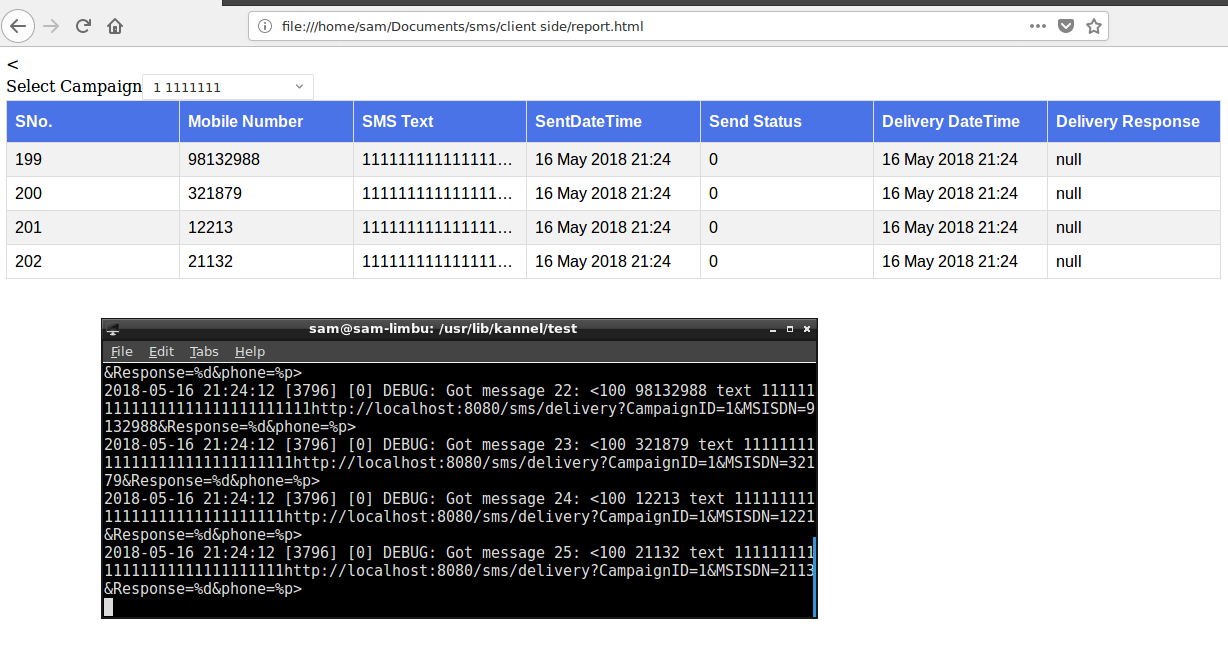 file:///home/sam/Documents/sms/client side/report.html
<
Select Campaign 1 1111111
SNo. Mobile Number SMS Text SentDateTime Send Status Delivery DateTime Delivery Response
199 98132988 111111111111111... 16 May 2018 21:24 0 16 May 2018 21:24 null
200 321879 111111111111111... 16 May 2018 21:24 0 16 May 2018 21:24 null
201 12213 111111111111111... 16 May 2018 21:24 0 16 May 2018 21:24 null
202 21132 111111111111111... 16 May 2018 21:24 0 16 May 2018 21:24 null
sam@sam-limbu: /usr/lib/kannel/test
File Edit Tabs Help
&Response=%d&phone=%p>
2018-05-16 21:24:12 [3796] [0] DEBUG: Got message 22: <100 98132988 text 111111
11111111111111111111111http://localhost:8080/sms/delivery?CampaignID=1&MSISDN=9
132988&Response=%d&phone=%p>
2018-05-16 21:24:12 [3796] [0] DEBUG: Got message 23: <100 321879 text 11111111
111111111111111111111http://localhost:8080/sms/delivery?CampaignID=1&MSISDN=321
79&Response=%d&phone=%p>
2018-05-16 21:24:12 [3796] [0] DEBUG: Got message 24: <100 12213 text 111111111
11111111111111111111http://localhost:8080/sms/delivery?CampaignID=1&MSISDN=1221
&Response=%d&phone=%p>
2018-05-16 21:24:12 [3796] [0] DEBUG: Got message 25: <100 21132 text 111111111
11111111111111111111http://localhost:8080/sms/delivery?CampaignID=1&MSISDN=2113
&Response=%d&phone=%p>